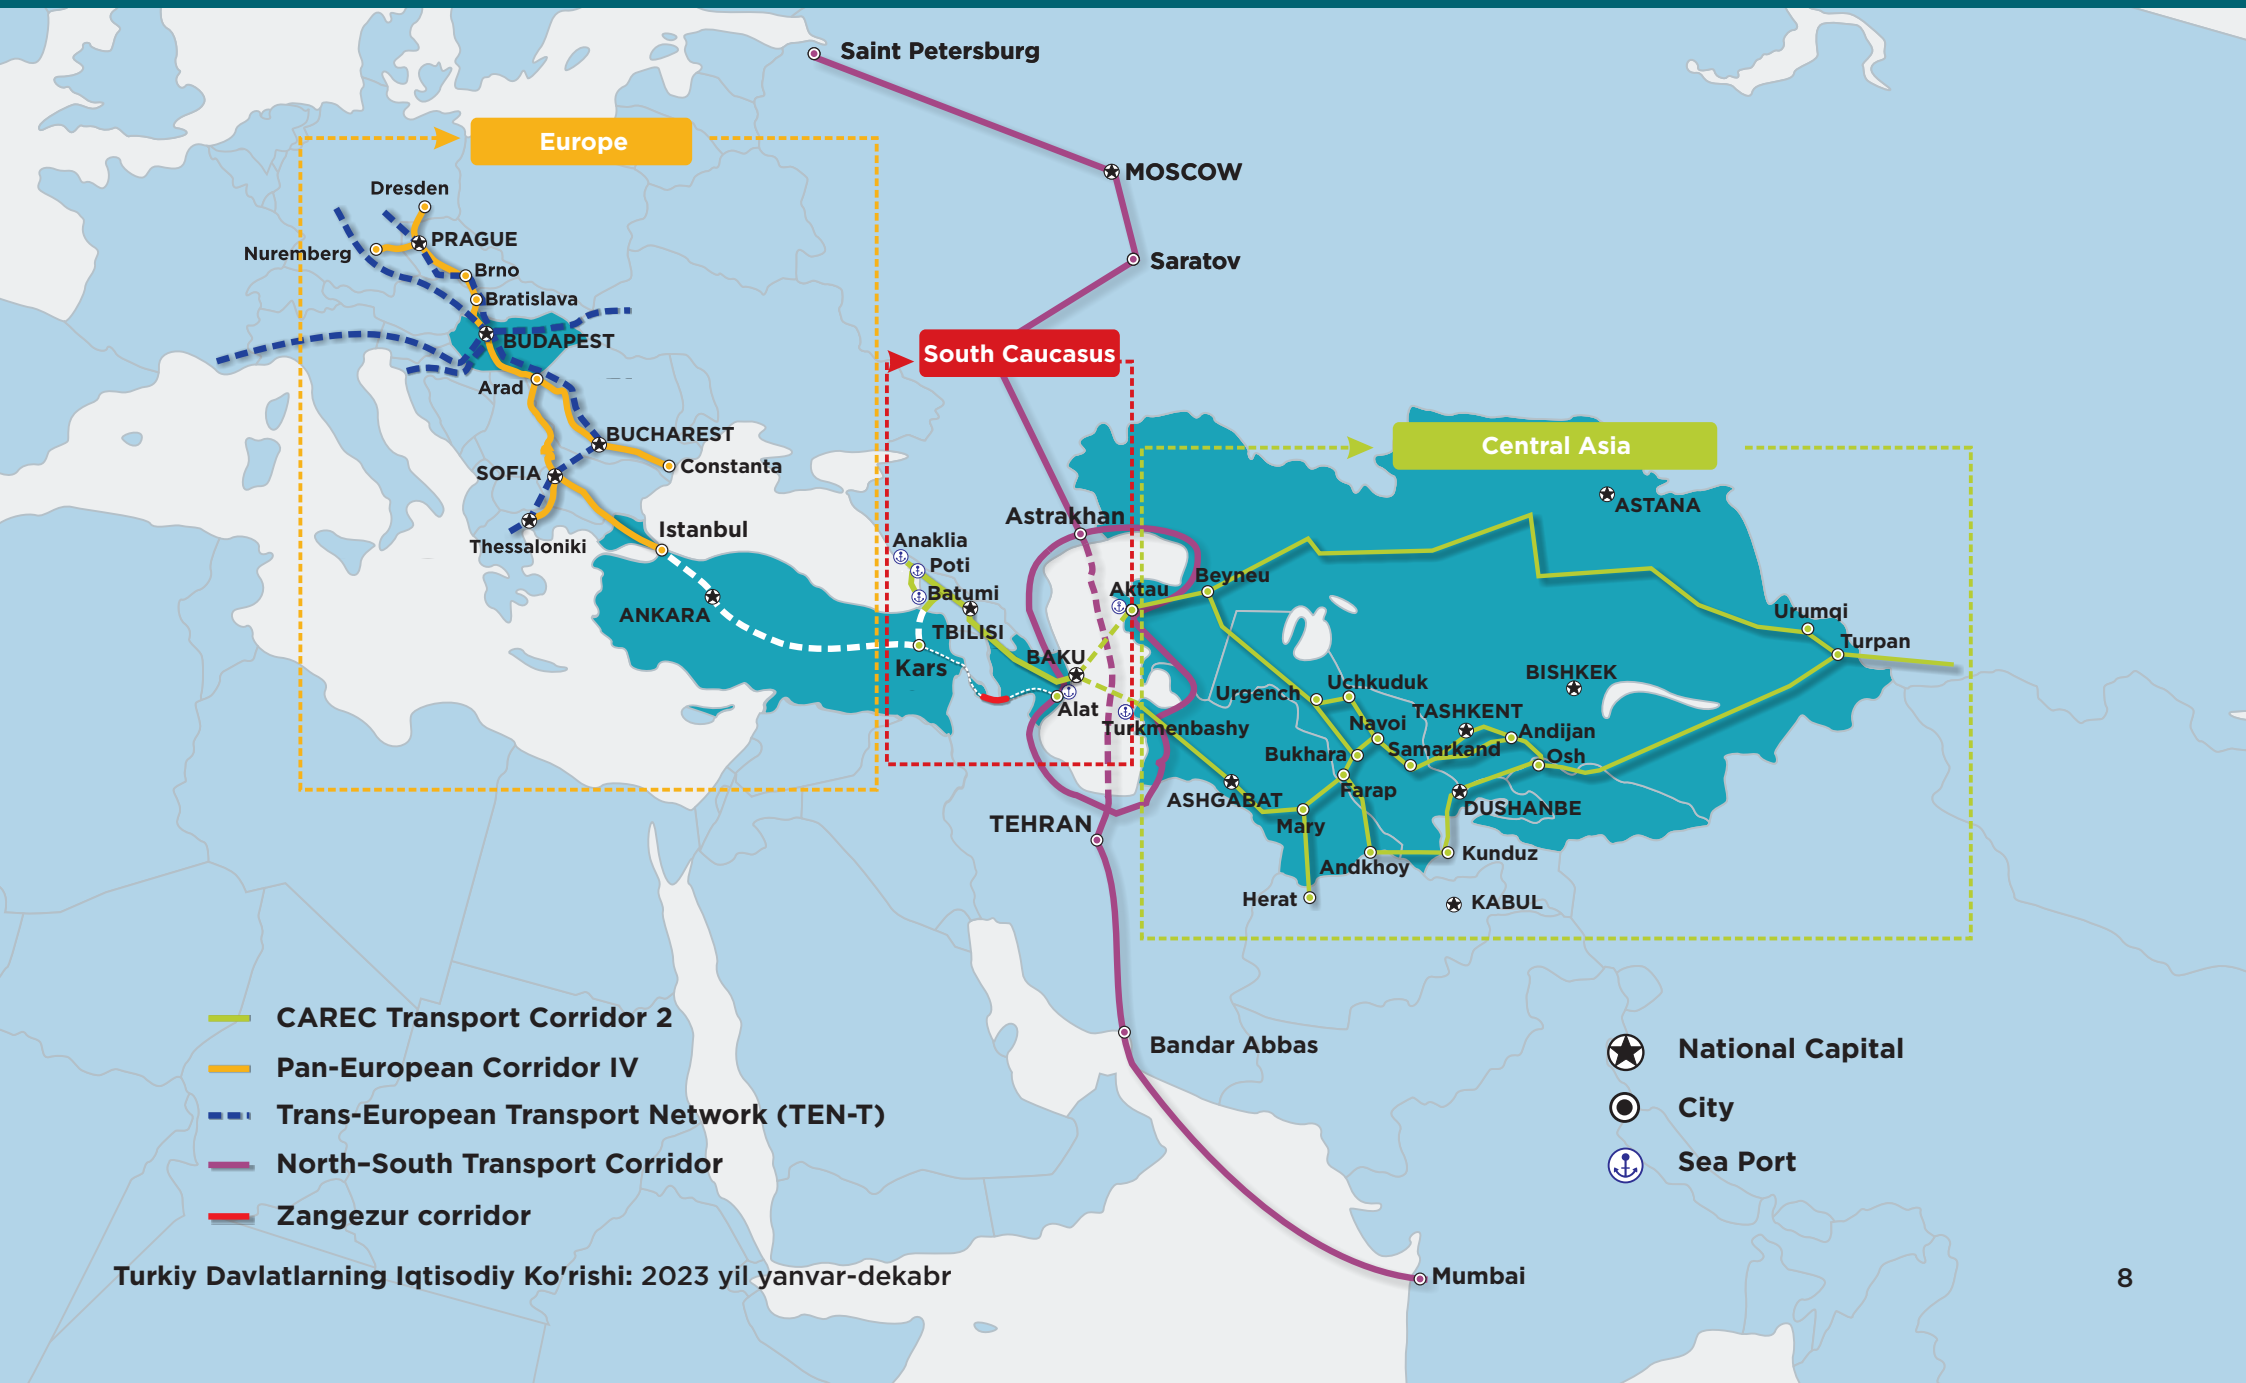 Saint Petersburg
Europe
MOSCOW
Dresden
PRAGUE
Nuremberg
Brno
Saratov
Bratislava
BUDAPEST
South Caucasus
Arad
BUCHAREST
Central Asia
Constanta
SOFIA
ASTANA
Astrakhan
Istanbul
Thessaloniki
Anaklia
Poti
Beyneu
Aktau
Batumi
ANKARA
Urumqi
TBILISI
Turpan
BAKU
Kars
BISHKEK
Uchkuduk
Urgench
Alat
TASHKENT
Navoi
Turkmenbashy
Andijan
Samarkand
Bukhara
Osh
Farap
ASHGABAT
DUSHANBE
TEHRAN
Mary
Kunduz
Andkhoy
Herat
KABUL
CAREC Transport Corridor 2
Pan-European Corridor IV
Trans-European Transport Network (TEN-T)
North–South Transport Corridor
Zangezur corridor
Bandar Abbas
National Capital
City
Sea Port
Mumbai
Turkiy Davlatlarning Iqtisodiy Ko'rishi: 2023 yil yanvar-dekabr
8